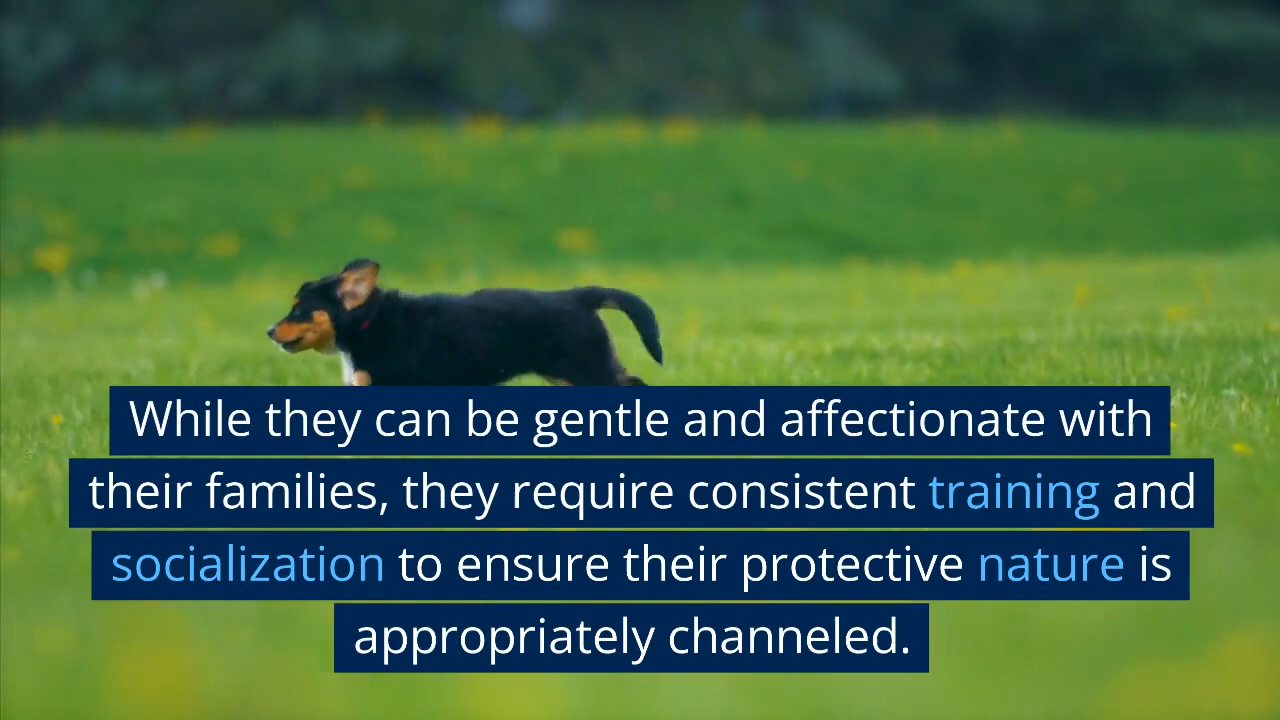 While they can be gentle and affectionate with
their families, they require consistent training and
socialization to ensure their protective nature is
appropriately channeled.